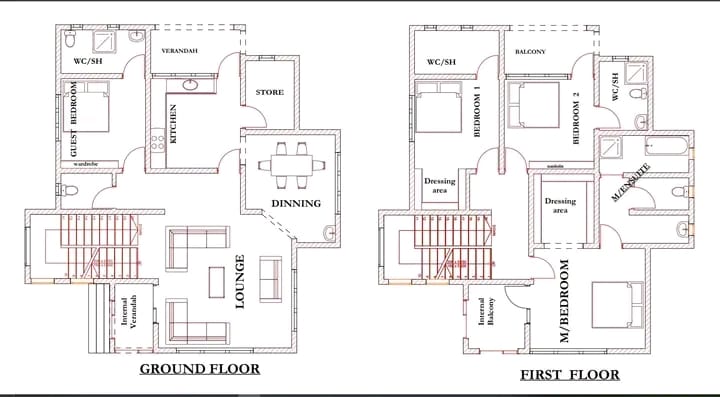 WC/SH
VERANDAH
STORE
GUEST BEDROOM
KITCHEN
wardrobe
DINNING
LOUNGE
Internal
Verandah
GROUND FLOOR
WC/SH
BALCONY
BEDROOM 1
BEDROOM 2
WC/SH
wardrobe
M/ENSUITE
Dressing
area
Dressing
area
M/BEDROOM
Internal
Balcony
FIRST FLOOR